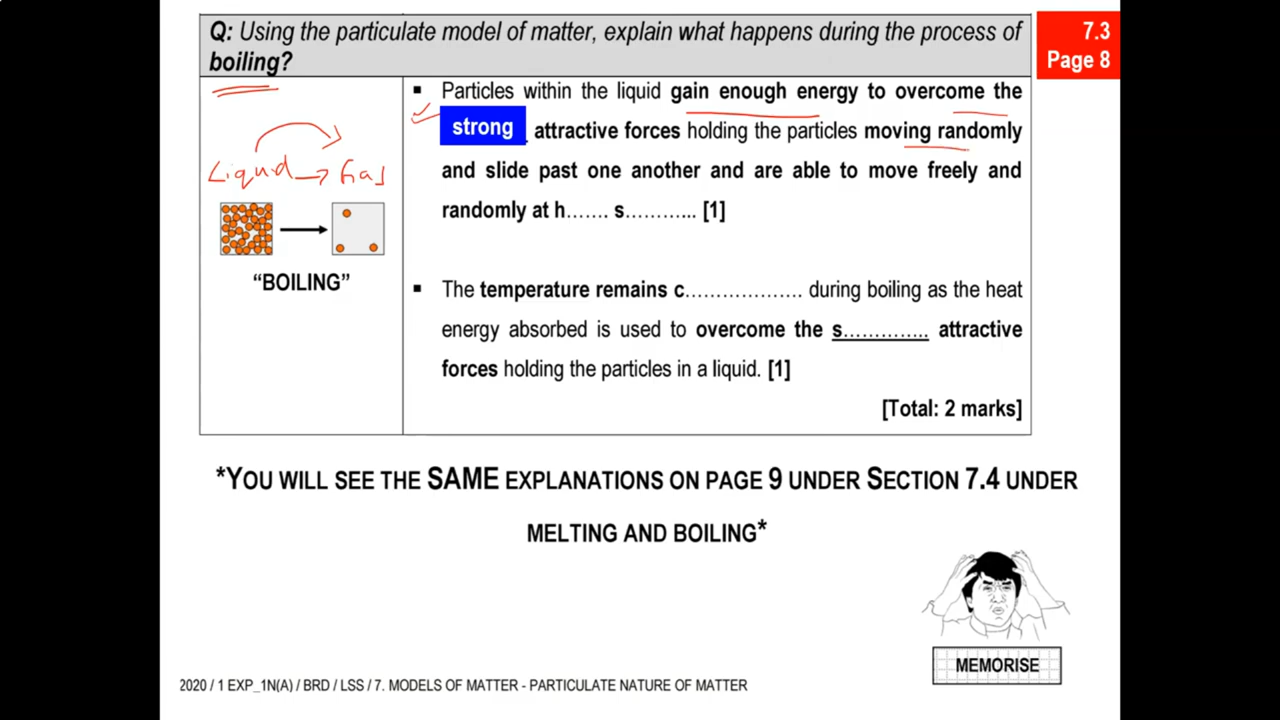 Q: Using the particulate model of matter, explain what happens during the process of
boiling?
7.3
Page 8
Liquid → Gas
"BOILING"
▪ Particles within the liquid gain enough energy to overcome the
strong attractive forces holding the particles moving randomly
and slide past one another and are able to move freely and
randomly at h……. s………... [1]
▪ The temperature remains c………………. during boiling as the heat
energy absorbed is used to overcome the s………….. attractive
forces holding the particles in a liquid. [1]
[Total: 2 marks]
*YOU WILL SEE THE SAME EXPLANATIONS ON PAGE 9 UNDER SECTION 7.4 UNDER
MELTING AND BOILING*
MEMORISE
2020 / 1 EXP_1N(A) / BRD / LSS / 7. MODELS OF MATTER - PARTICULATE NATURE OF MATTER